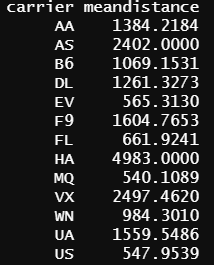 carrier meandistance
AA 1384.2184
AS 2402.0000
B6 1069.1531
DL 1261.3273
EV 565.3130
F9 1604.7653
FL 661.9241
HA 4983.0000
MQ 540.1089
VX 2497.4620
WN 984.3010
UA 1559.5486
US 547.9539